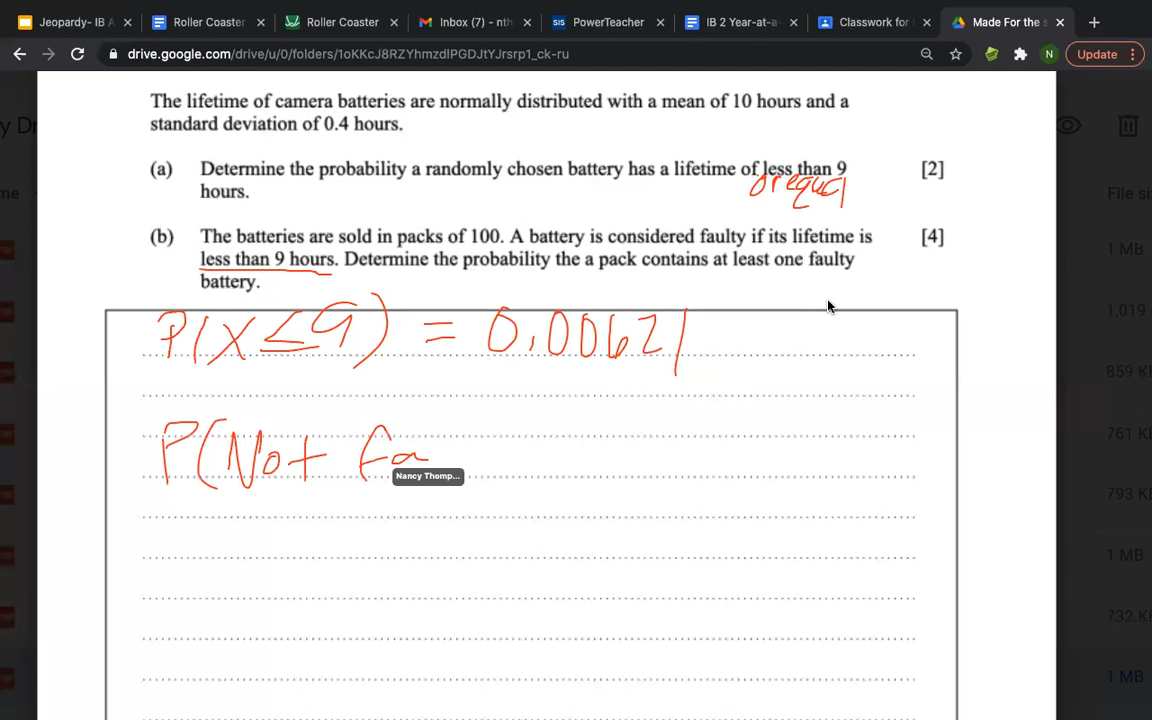 Jeopardy- IB A
Roller Coaster
Roller Coaster
Inbox (7) - nth
PowerTeacher
IB 2 Year-at-a-
Classwork for
Made For the s
drive.google.com/drive/u/0/folders/1oKKcJ8RZYhmzdIPGDJtYJrsrp1_ck-ru
N
Update
The lifetime of camera batteries are normally distributed with a mean of 10 hours and a
standard deviation of 0.4 hours.
(a) Determine the probability a randomly chosen battery has a lifetime of less than 9 [2]
or equal
hours.
(b) The batteries are sold in packs of 100. A battery is considered faulty if its lifetime is [4]
less than 9 hours. Determine the probability the a pack contains at least one faulty
battery.
P(X≤9) = 0.00621
P(Not fa
Nancy Thomp...
y Dr
me
File siz
1 MB
1,019
859 KB
761 KB
793 KB
1 MB
732 KB
1 MB